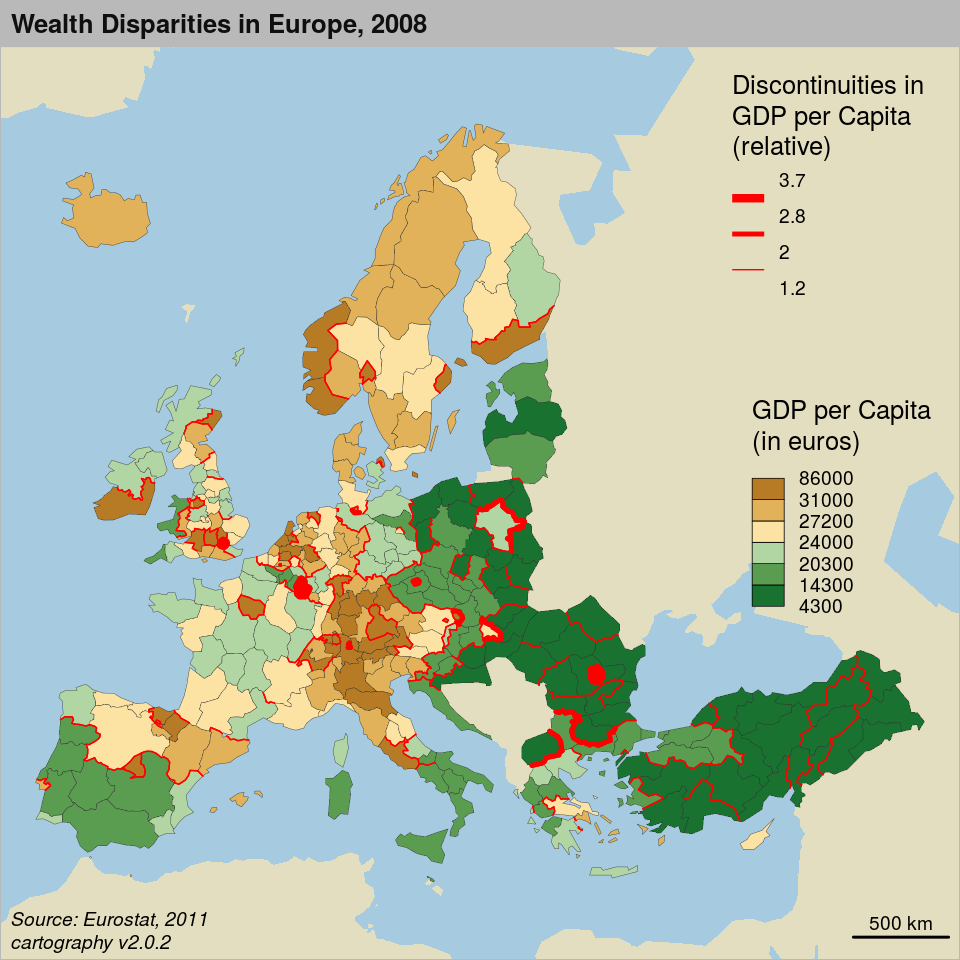 Wealth Disparities in Europe, 2008
Discontinuities in
GDP per Capita
(relative)
3.7
2.8
2
1.2
GDP per Capita
(in euros)
86000
31000
27200
24000
20300
14300
4300
Source: Eurostat, 2011
cartography v2.0.2
500 km